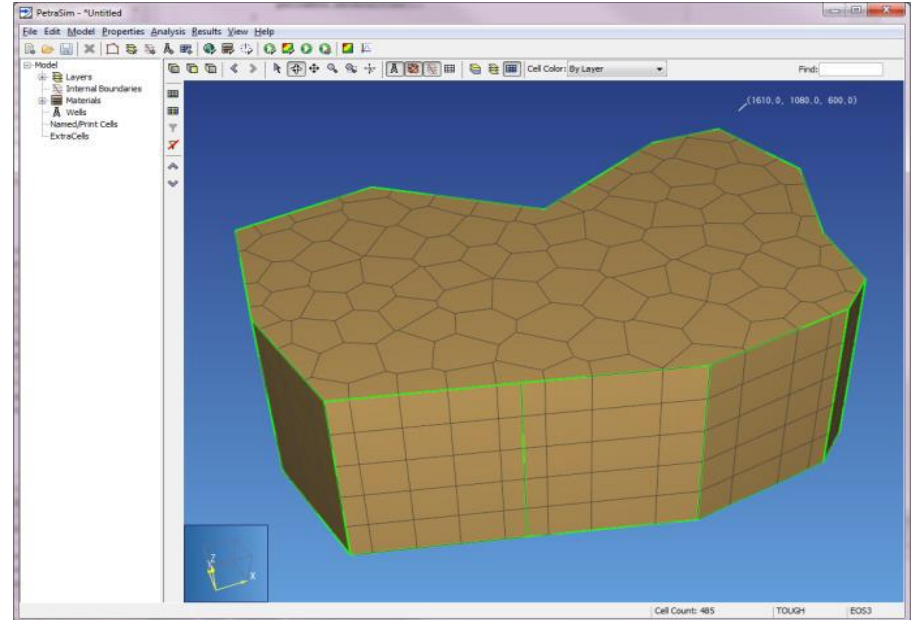 PetraSim - *Untitled
File Edit Model Properties Analysis Results View Help
Cell Color: By Layer Find:
Model
Layers
Internal Boundaries
Materials
Wells
Named/Print Cells
ExtraCells
(1610.0, 1080.0, 600.0)
Z
X
Cell Count: 485 TOUGH EOS3